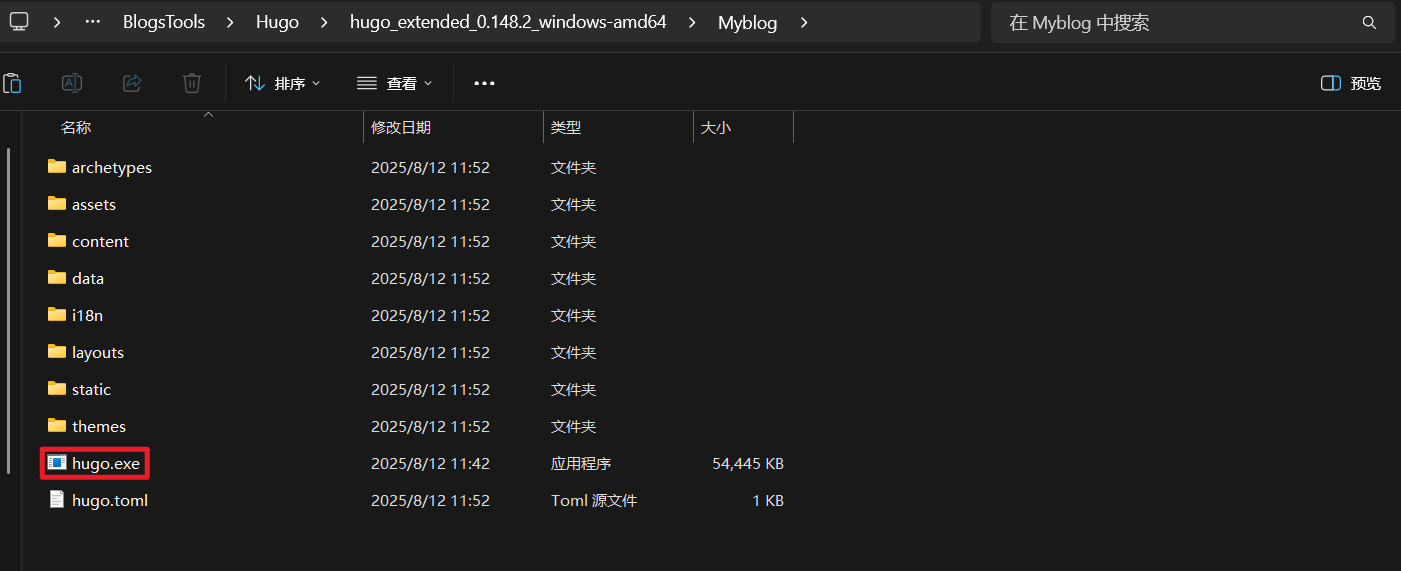 BlogsTools > Hugo > hugo_extended_0.148.2_windows-amd64 > Myblog >
在 Myblog 中搜索
排序 查看 ... 预览
名称 修改日期 类型 大小
archetypes 2025/8/12 11:52 文件夹
assets 2025/8/12 11:52 文件夹
content 2025/8/12 11:52 文件夹
data 2025/8/12 11:52 文件夹
i18n 2025/8/12 11:52 文件夹
layouts 2025/8/12 11:52 文件夹
static 2025/8/12 11:52 文件夹
themes 2025/8/12 11:52 文件夹
hugo.exe 2025/8/12 11:42 应用程序 54,445 KB
hugo.toml 2025/8/12 11:52 Toml 源文件 1 KB